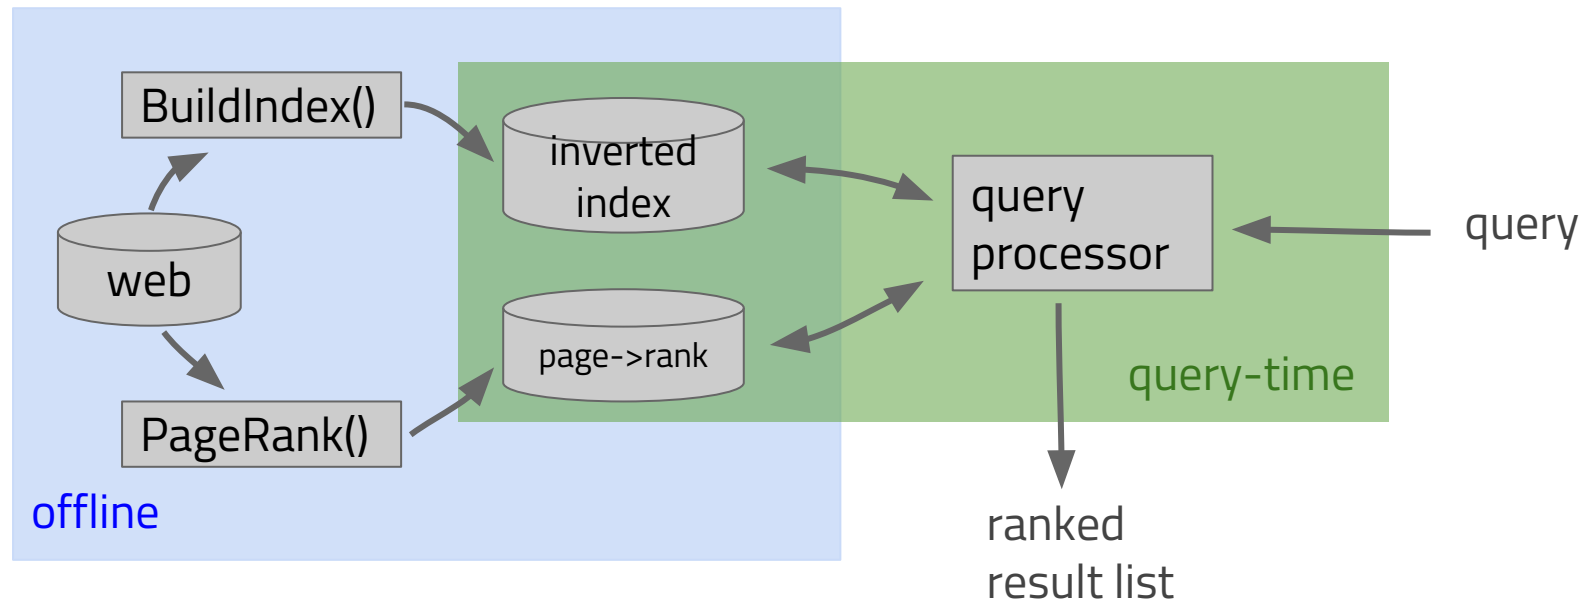 BuildIndex()
inverted
index
query
processor
query
web
page->rank
query-time
PageRank()
offline
ranked
result list